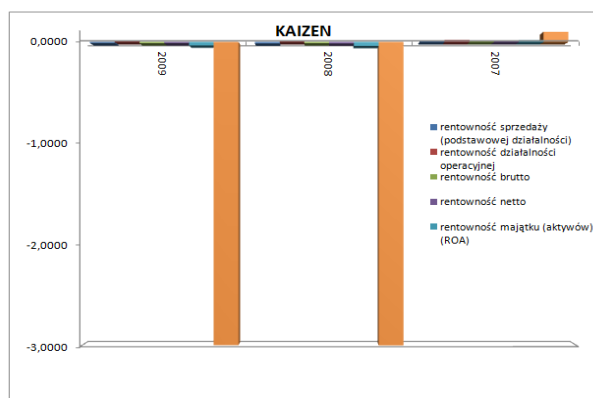 KAIZEN
0,0000
-1,0000
-2,0000
-3,0000
2009
2008
2007
rentowność sprzedaży
(podstawowej działalności)
rentowność działalności
operacyjnej
rentowność brutto
rentowność netto
rentowność majątku (aktywów)
(ROA)